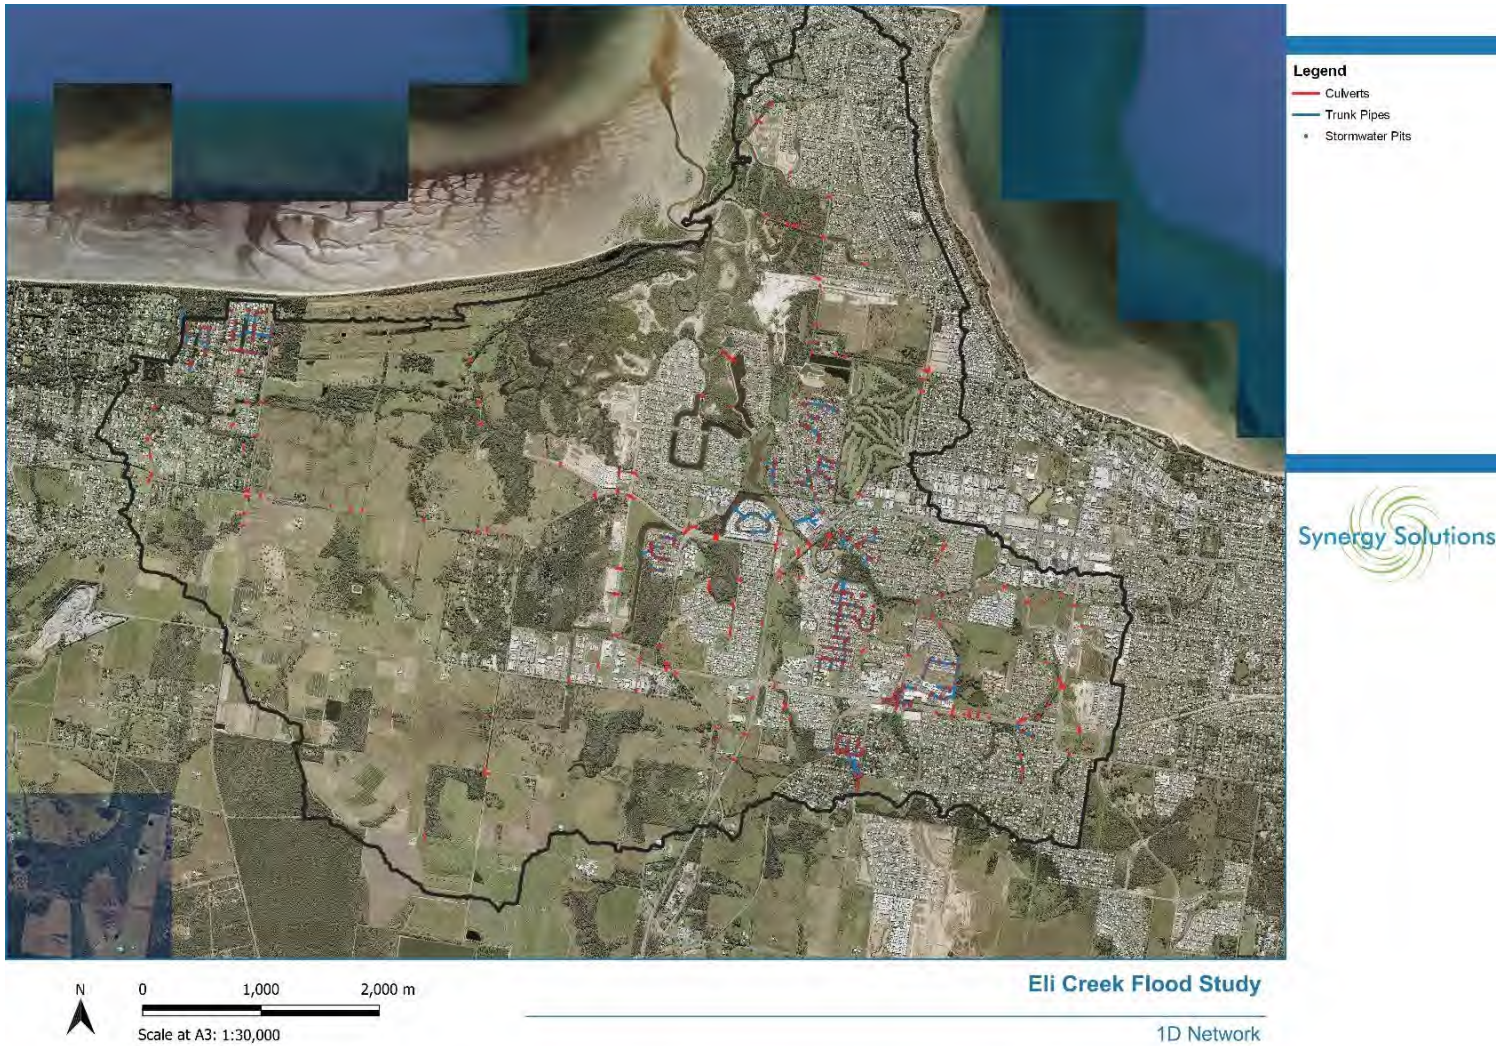 Legend
Culverts
Trunk Pipes
Stormwater Pits
Synergy Solutions
N
0 1,000 2,000 m
Scale at A3: 1:30,000
Eli Creek Flood Study
1D Network